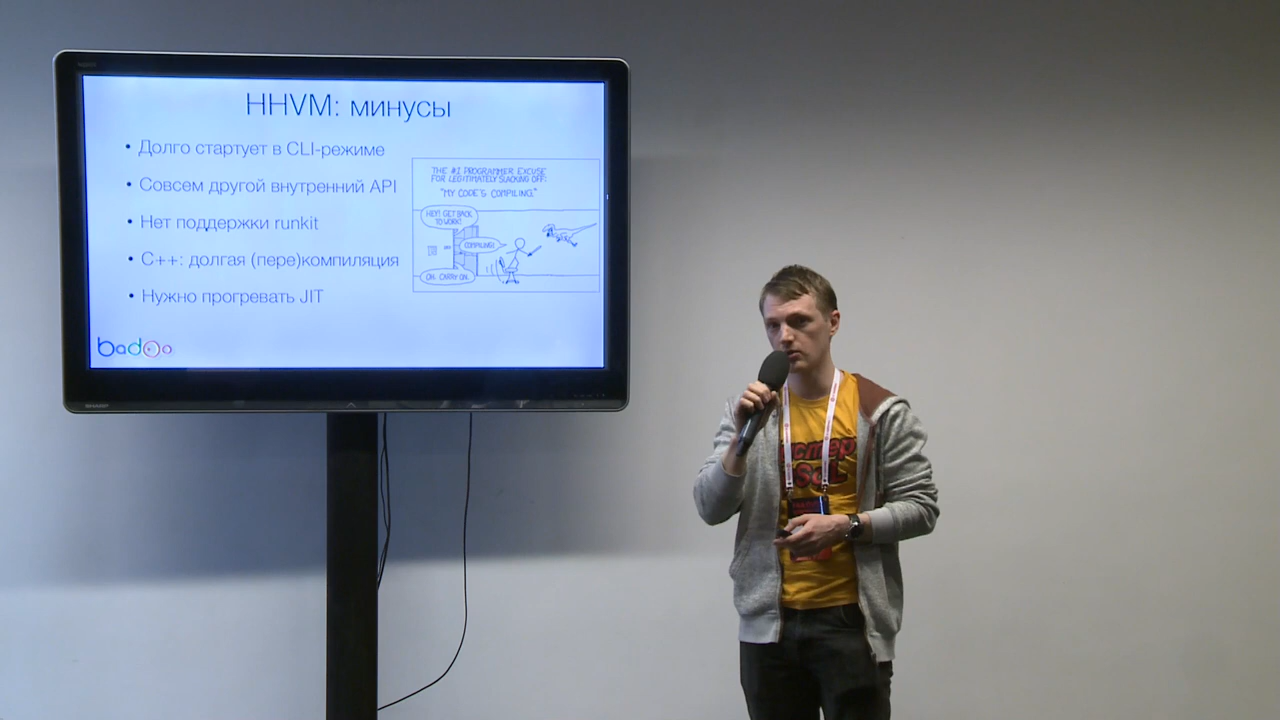 HHVM: минусы
• Долго стартует в CLI-режиме
• Совсем другой внутренний API
• Нет поддержки runkit
• C++: долгая (пере)компиляция
• Нужно прогревать JIT
THE #1 PROGRAMMER EXCUSE
FOR LEGITIMATELY SLACKING OFF:
"MY CODE'S COMPILING."
HEY! GET BACK
TO WORK!
COMPILING!
OH. CARRY ON.
badoo
SHARP
SQL